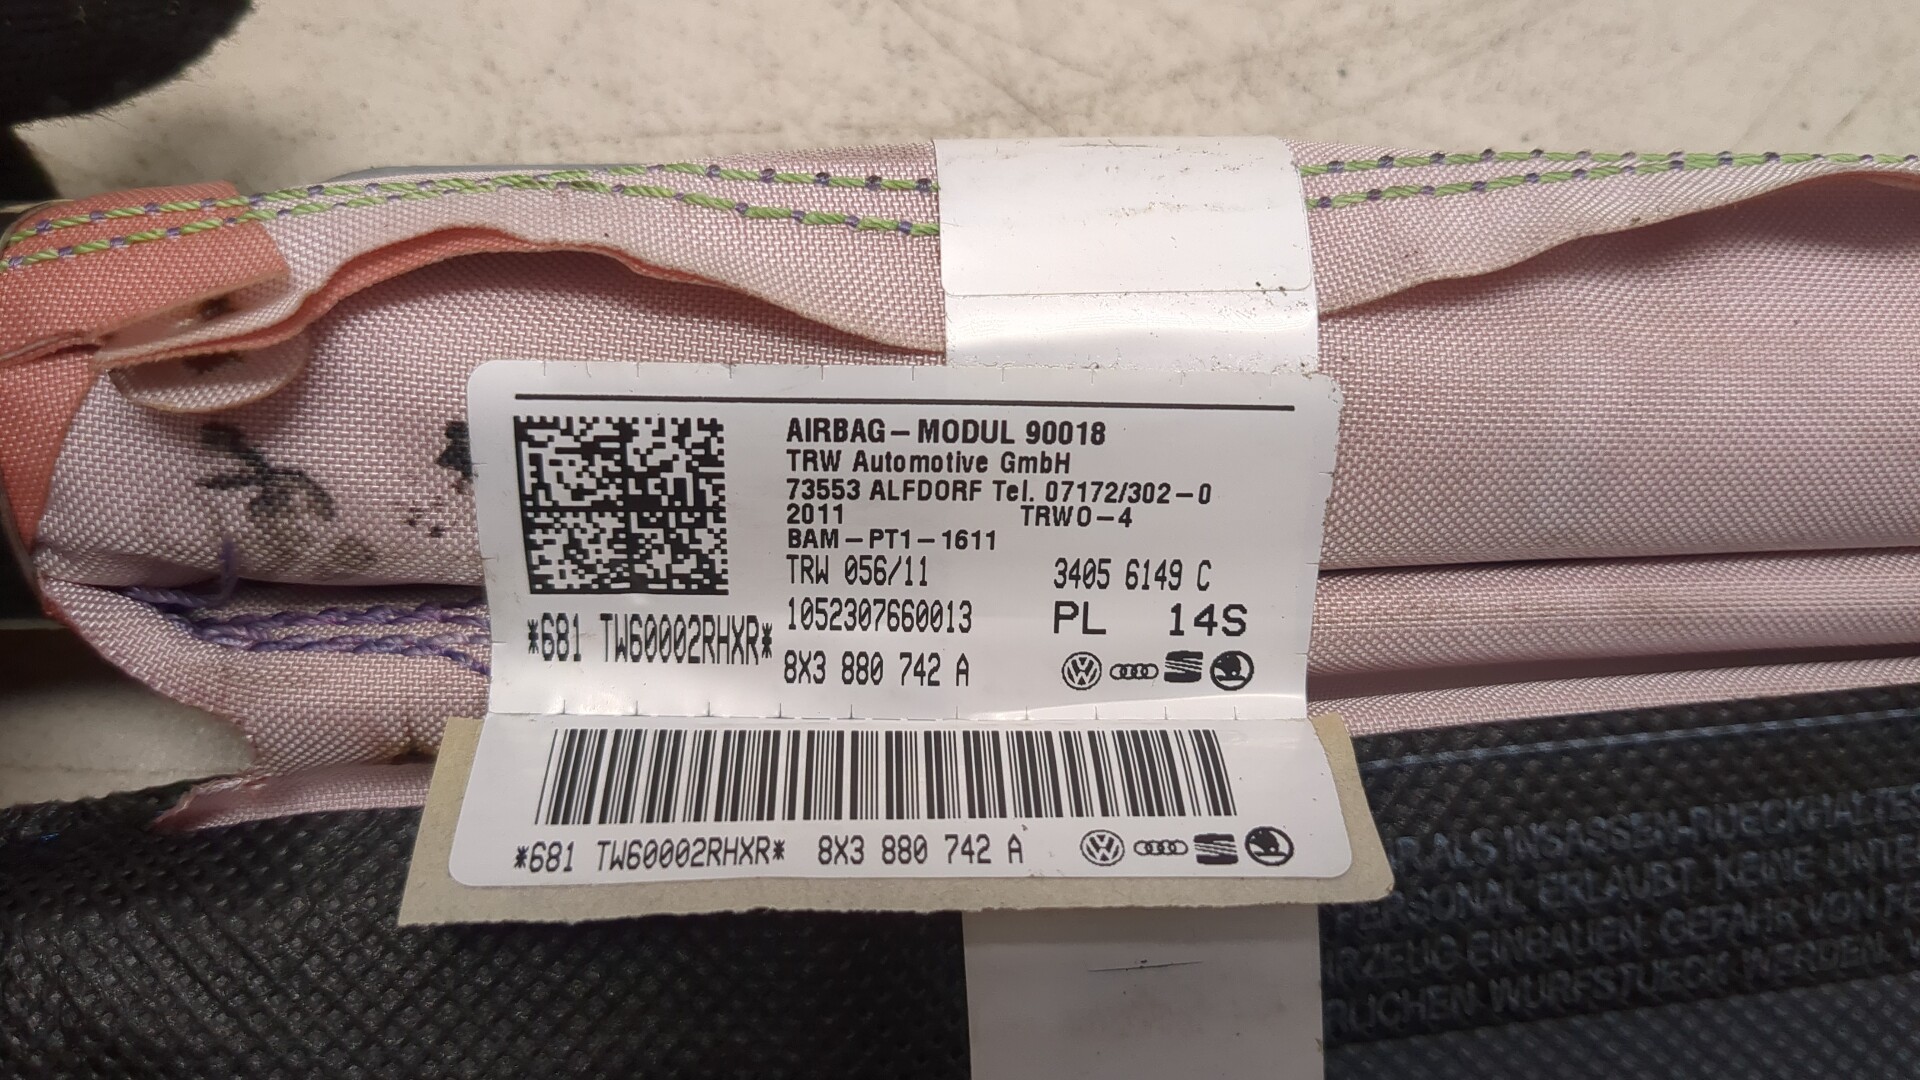 AIRBAG-MODUL 90018
TRW Automotive GmbH
73553 ALFDORF Tel. 07172/302-0
2011 TRWO-4
BAM-PT1-1611
TRW 056/11 3405 6149 C
1052307660013 PL 14S
*681 TW60002RHXR*
8X3 880 742 A
*681 TW60002RHXR* 8X3 880 742 A
ALS INSASSEN-RUECKHALTES
PERSONAL ERLAUBT. KEINE
EINBAUEN. GEFAHR VON
WURFSTUECK WERDEN.